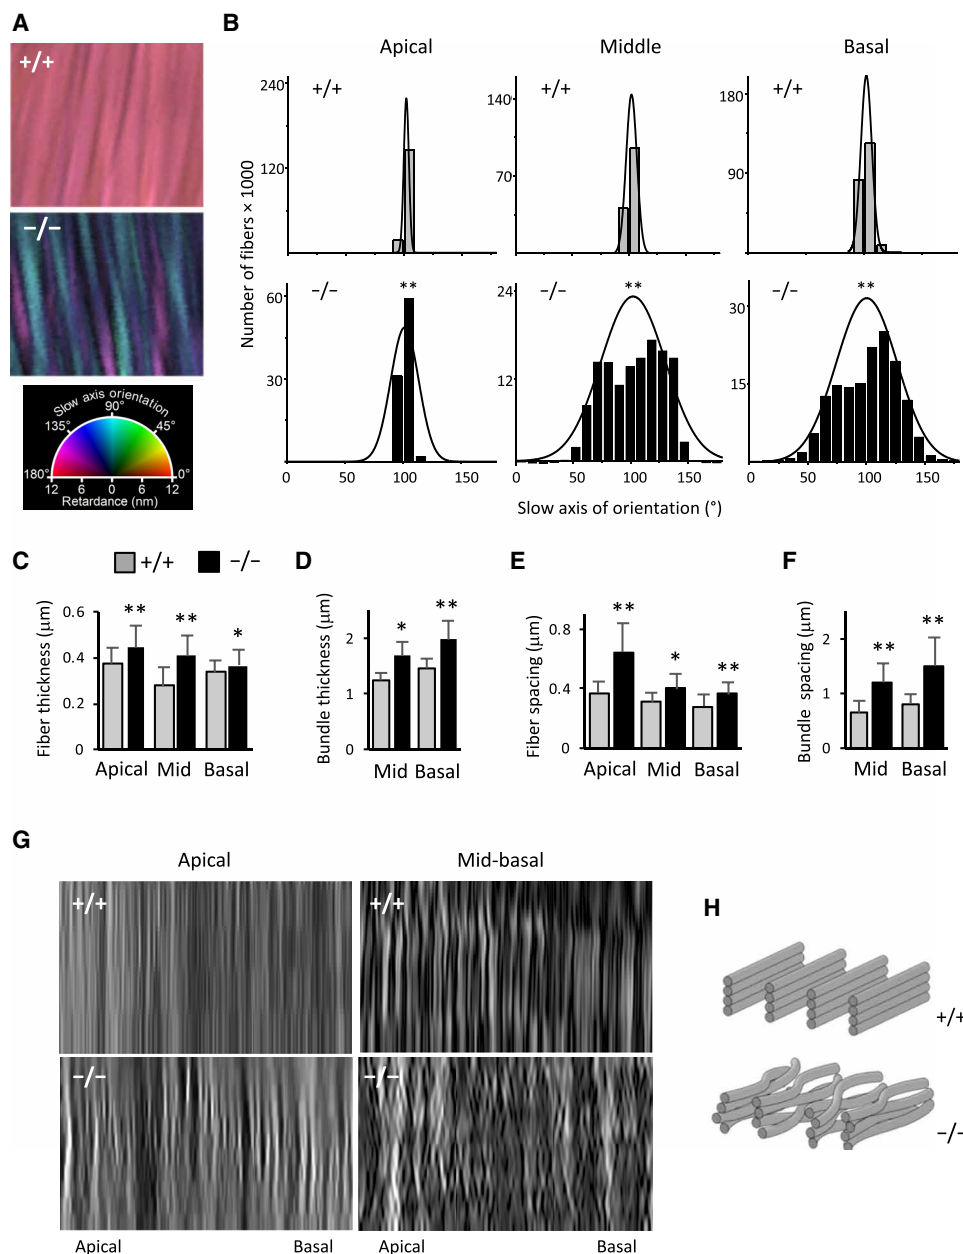 A
+/+
−/−
Slow axis orientation
90°
135°
45°
180°
0°
12 6 0 6 12
Retardance (nm)
B
Apical Middle Basal
+/+ +/+ +/+
240
120
140
70
180
90
Number of fibers × 1000
−/− −/− −/−
** ** **
60
30
24
12
30
15
0 50 100 150 0 50 100 150 0 50 100 150
Slow axis of orientation (°)
C
+/+ −/−
Fiber thickness (μm)
0.6
0.4
0.2
0
** ** *
Apical Mid Basal
D
Bundle thickness (μm)
2
1
0
* **
Mid Basal
E
Fiber spacing (μm)
0.8
0.4
0
** * **
Apical Mid Basal
F
Bundle spacing (μm)
2
1
0
** **
Mid Basal
G
Apical Mid-basal
+/+ +/+
−/− −/−
Apical Basal Apical Basal
H
+/+
−/−